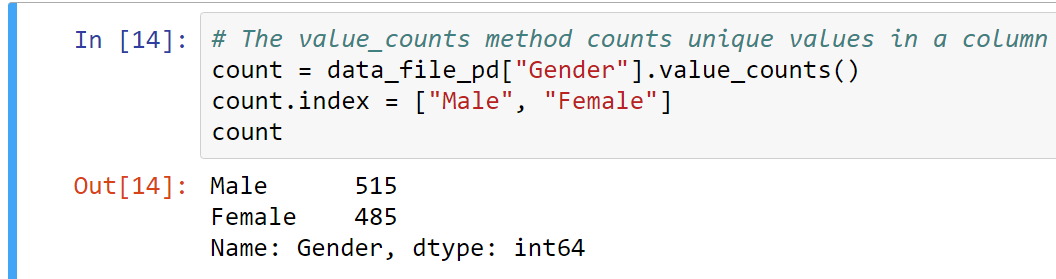 In [14]: # The value_counts method counts unique values in a column
count = data_file_pd["Gender"].value_counts()
count.index = ["Male", "Female"]
count
Out[14]: Male      515
Female    485
Name: Gender, dtype: int64